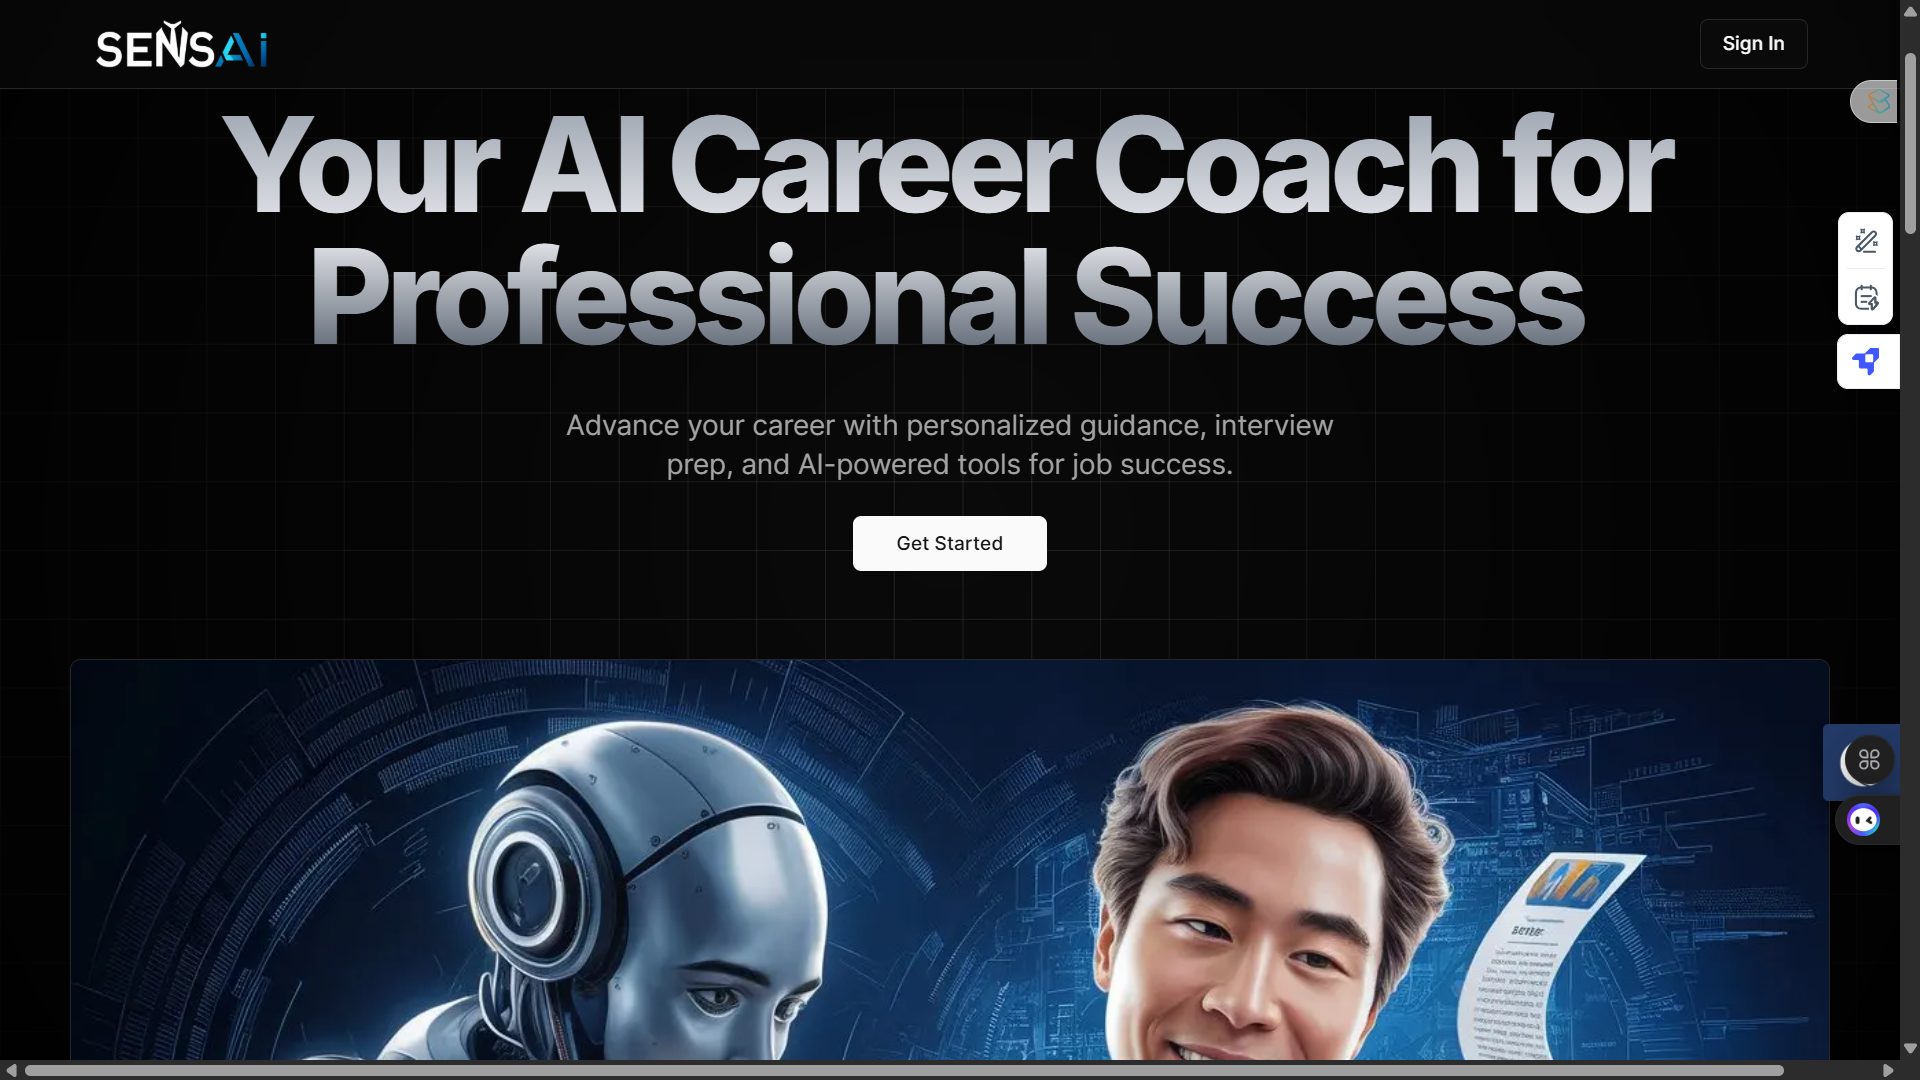 SENSAi
Sign In
Your AI Career Coach for
Professional Success
Advance your career with personalized guidance, interview
prep, and AI-powered tools for job success.
Get Started